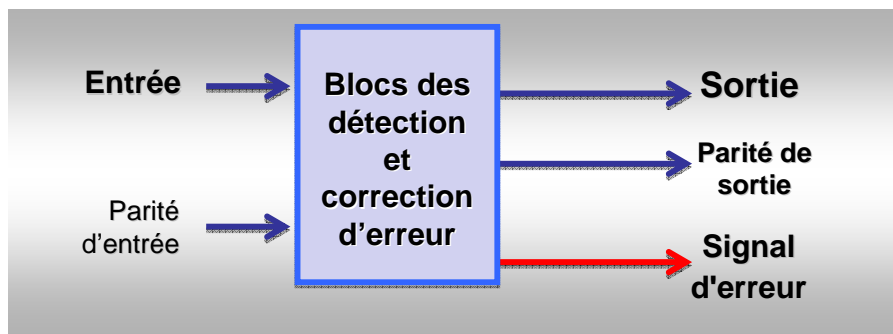 Entrée
Parité
d’entrée
Blocs des
détection
et
correction
d’erreur
Sortie
Parité de
sortie
Signal
d'erreur